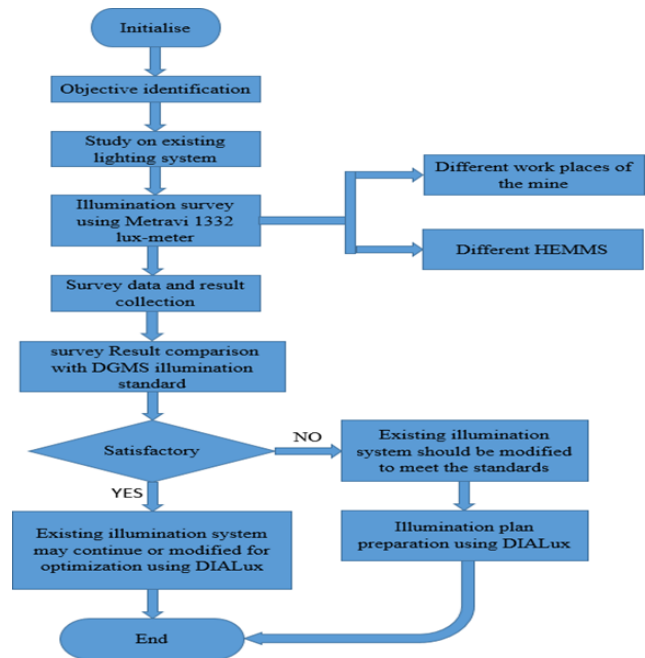 Initialise
Objective identification
Study on existing
lighting system
Illumination survey
using Metravi 1332
lux-meter
Different work places of
the mine
Different HEMMS
Survey data and result
collection
survey Result comparison
with DGMS illumination
standard
Satisfactory
NO
Existing illumination
system should be modified
to meet the standards
YES
Existing illumination system
may continue or modified for
optimization using DIALux
Illumination plan
preparation using DIALux
End